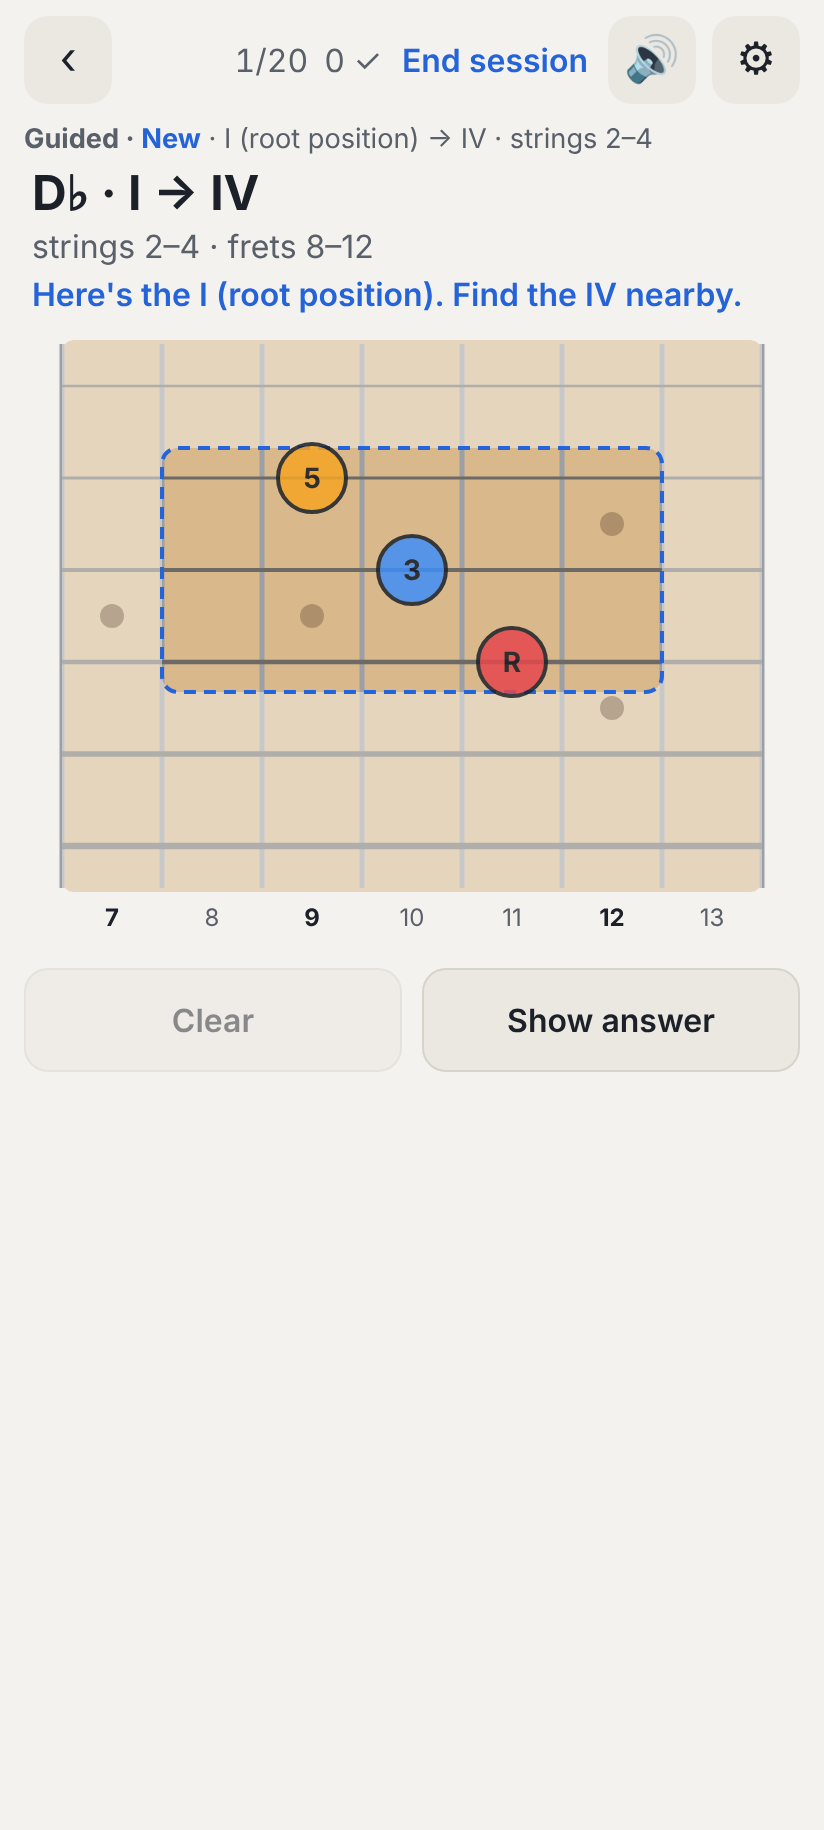 ‹ 1/20 0 ✓ End session
Guided · New · I (root position) → IV · strings 2–4
D♭ · I → IV
strings 2–4 · frets 8–12
Here's the I (root position). Find the IV nearby.
5
3
R
7 8 9 10 11 12 13
Clear Show answer